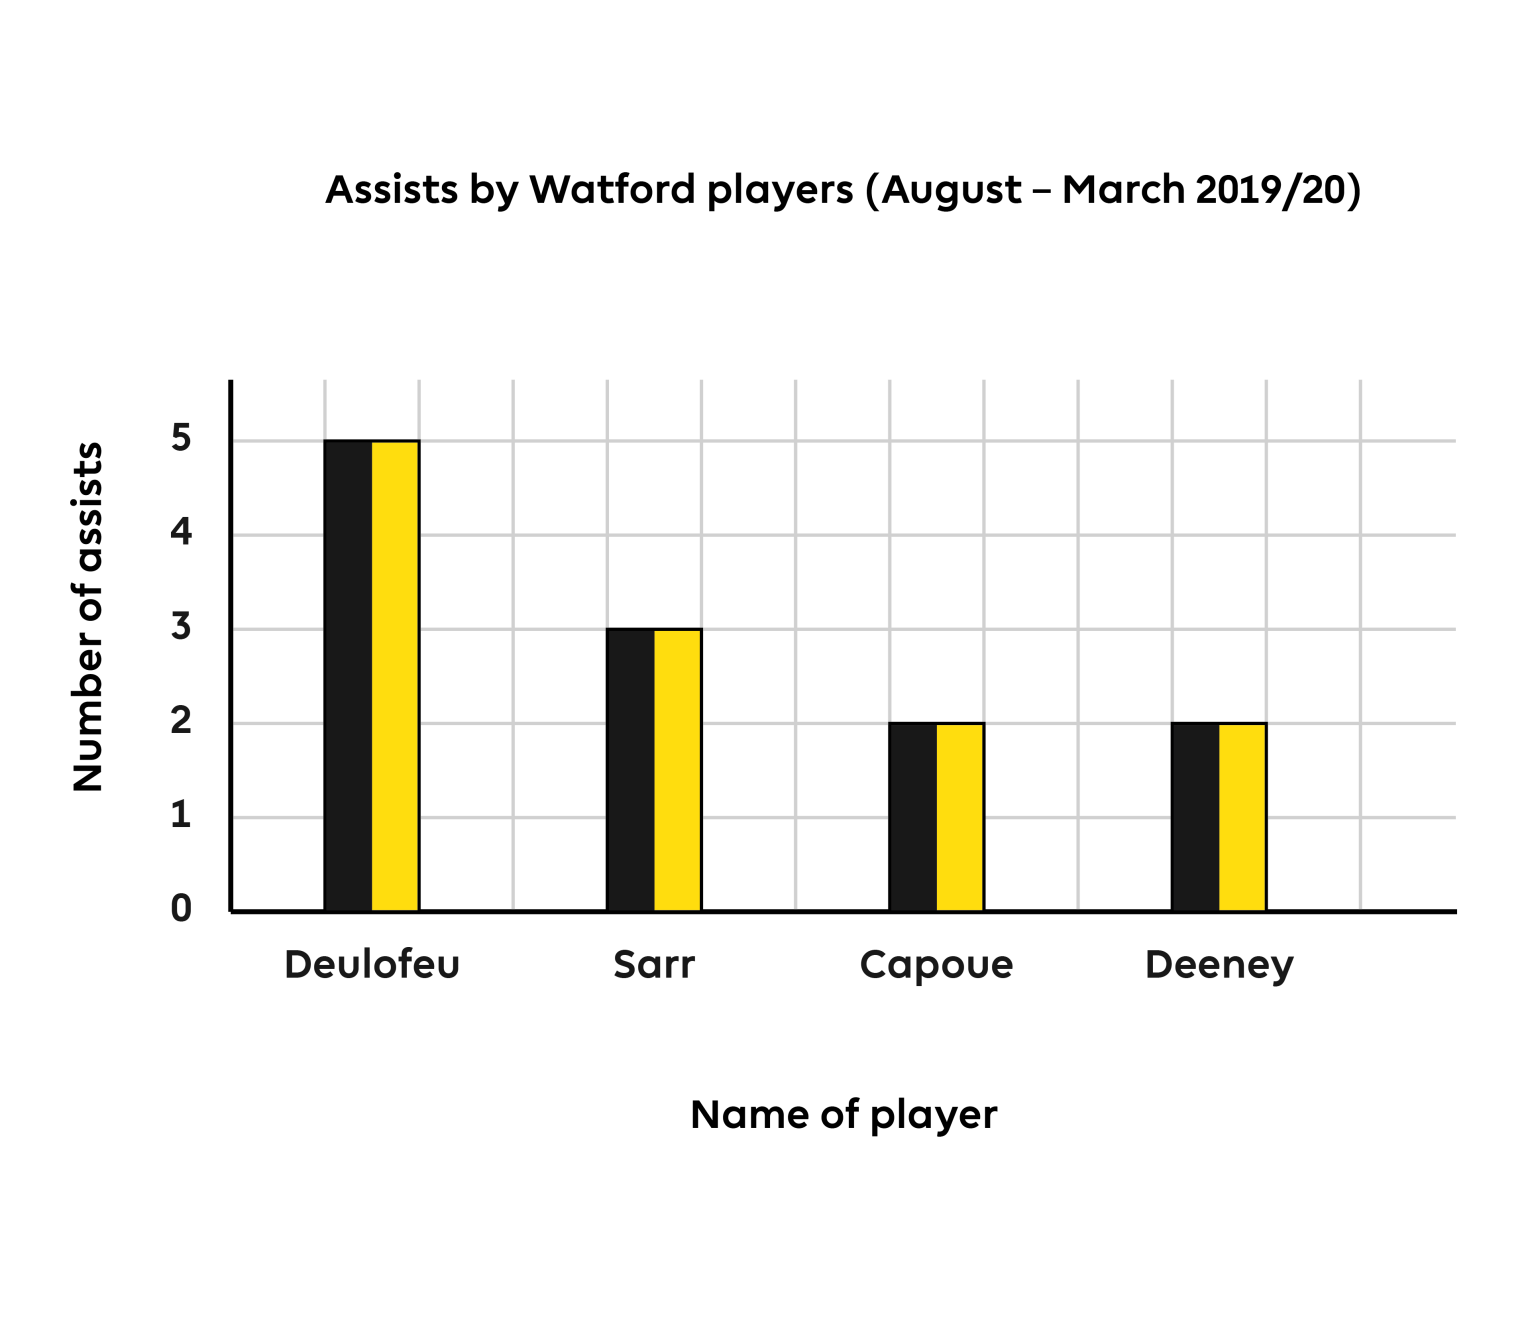 Assists by Watford players (August – March 2019/20)
Number of assists
5
4
3
2
1
0
Deulofeu Sarr Capoue Deeney
Name of player